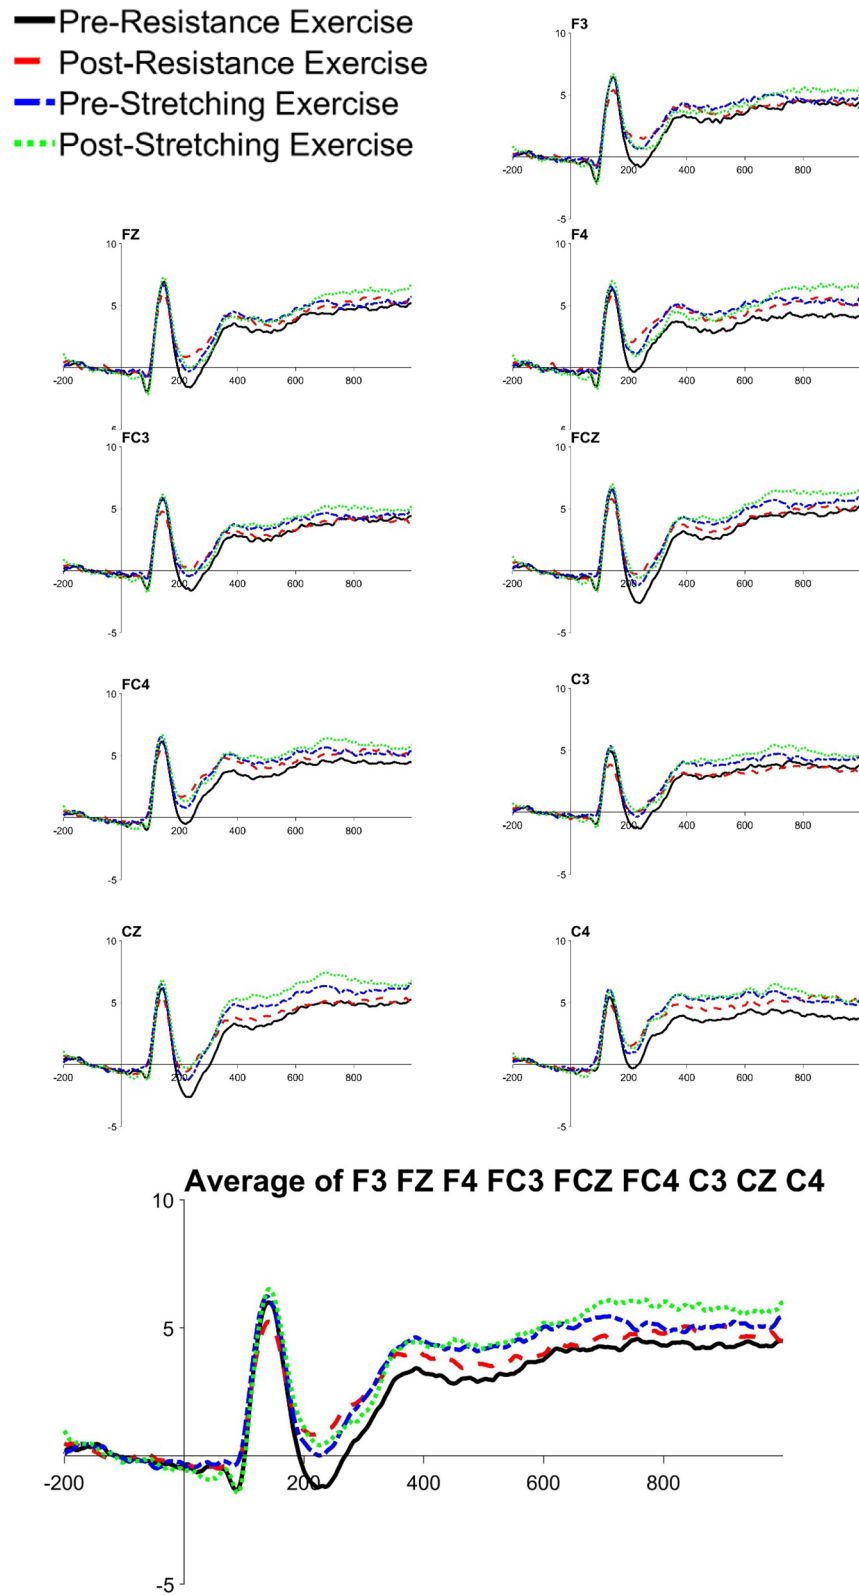 Pre-Resistance Exercise
Post-Resistance Exercise
Pre-Stretching Exercise
Post-Stretching Exercise
F3
10
5
-200 200 400 600 800
-5
FZ
10
5
-200 200 400 600 800
F4
10
5
-200 200 400 600 800
FC3
10
5
-200 200 400 600 800
-5
FCZ
10
5
-200 200 400 600 800
-5
FC4
10
5
-200 200 400 600 800
-5
C3
10
5
-200 200 400 600 800
-5
CZ
10
5
-200 200 400 600 800
-5
C4
10
5
-200 200 400 600 800
-5
Average of F3 FZ F4 FC3 FCZ FC4 C3 CZ C4
10
5
-200 200 400 600 800
-5